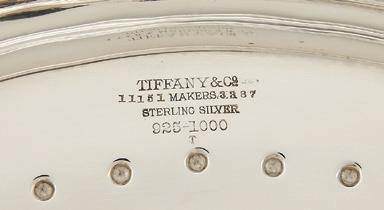 TIFFANY & Co
11151 MAKERS. 3387
STERLING SILVER
925-1000
T